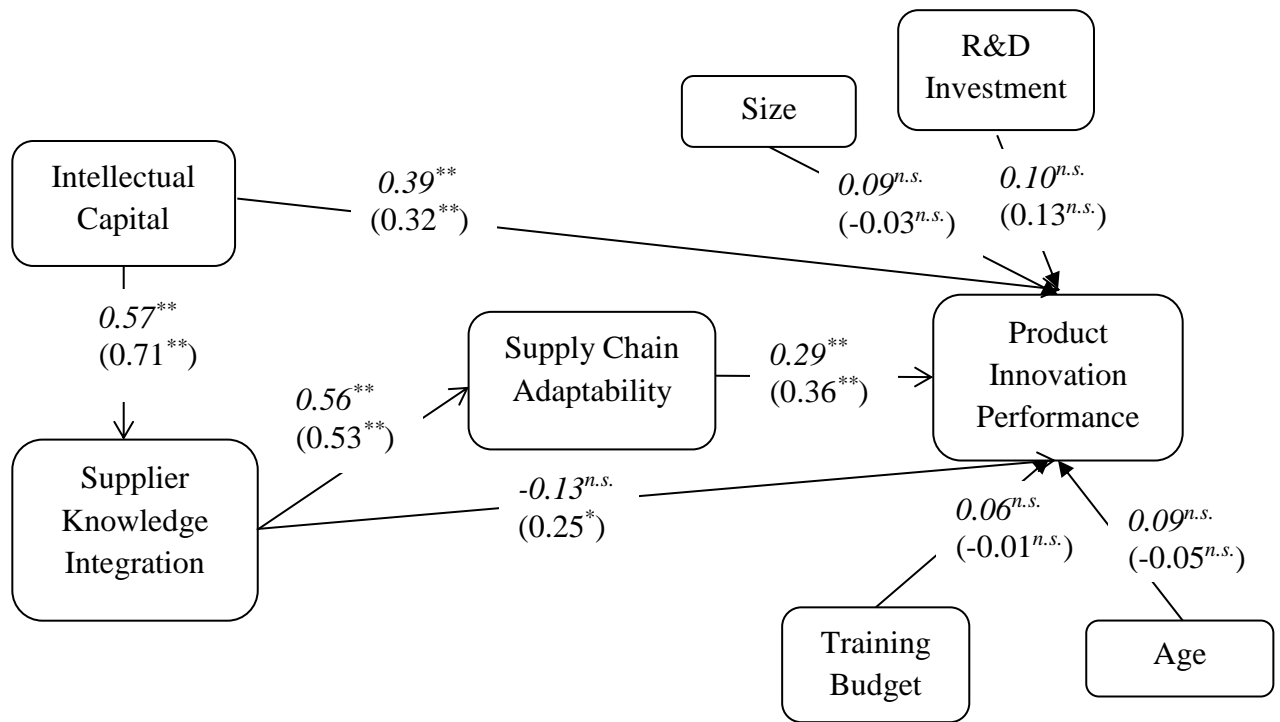 R&D
Investment
Size
Intellectual
Capital
0.39**
(0.32**)
0.09n.s.
(-0.03n.s.)
0.10n.s.
(0.13n.s.)
0.57**
(0.71**)
Supply Chain
Adaptability
0.29**
(0.36**)
Product
Innovation
Performance
0.56**
(0.53**)
Supplier
Knowledge
Integration
-0.13n.s.
(0.25*)
0.06n.s.
(-0.01n.s.)
0.09n.s.
(-0.05n.s.)
Training
Budget
Age